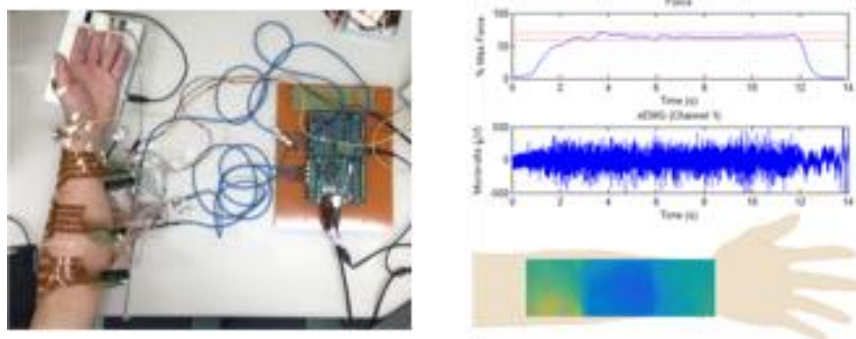 Force
% Max Force
100
50
0
0 2 4 6 8 10 12 14
Time (s)
sEMG (Channel 1)
Microvolts (μV)
500
0
-500
0 2 4 6 8 10 12 14
Time (s)